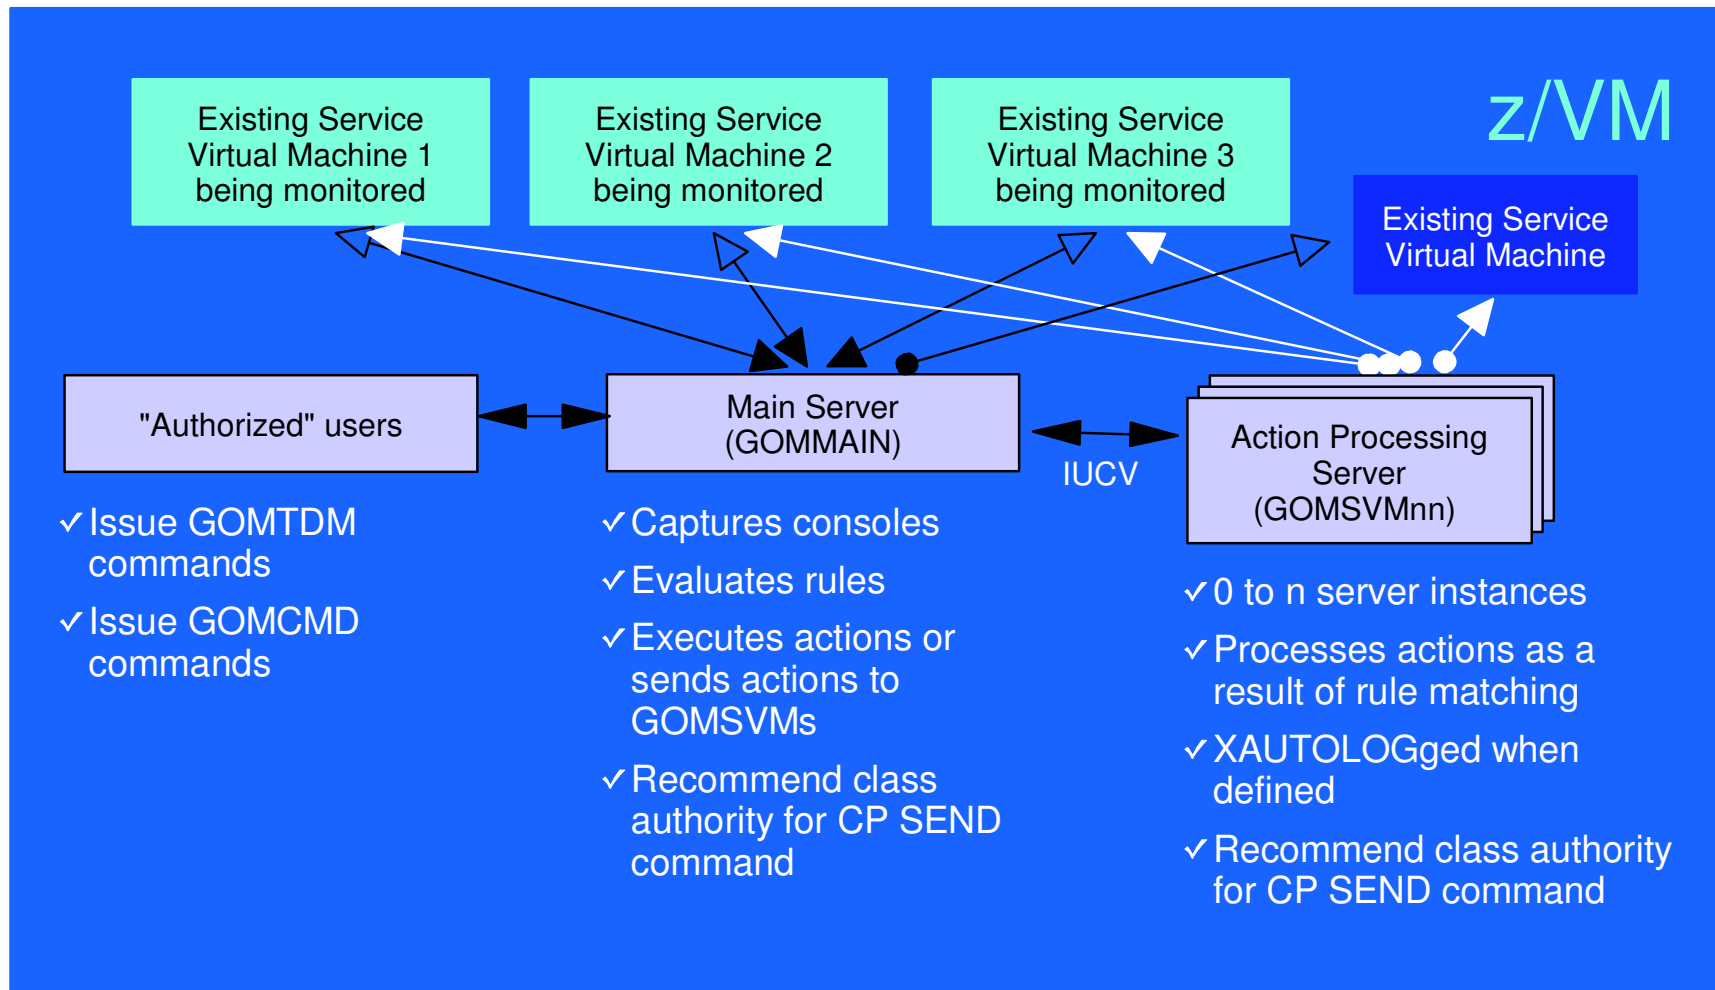 z/VM
Existing Service
Virtual Machine 1
being monitored
Existing Service
Virtual Machine 2
being monitored
Existing Service
Virtual Machine 3
being monitored
Existing Service
Virtual Machine
"Authorized" users
Main Server
(GOMMAIN)
IUCV
Action Processing
Server
(GOMSVMnn)
✓Issue GOMTDM
commands
✓Issue GOMCMD
commands
✓Captures consoles
✓Evaluates rules
✓Executes actions or
sends actions to
GOMSVMs
✓Recommend class
authority for CP SEND
command
✓0 to n server instances
✓Processes actions as a
result of rule matching
✓XAUTOLOGged when
defined
✓Recommend class authority
for CP SEND command